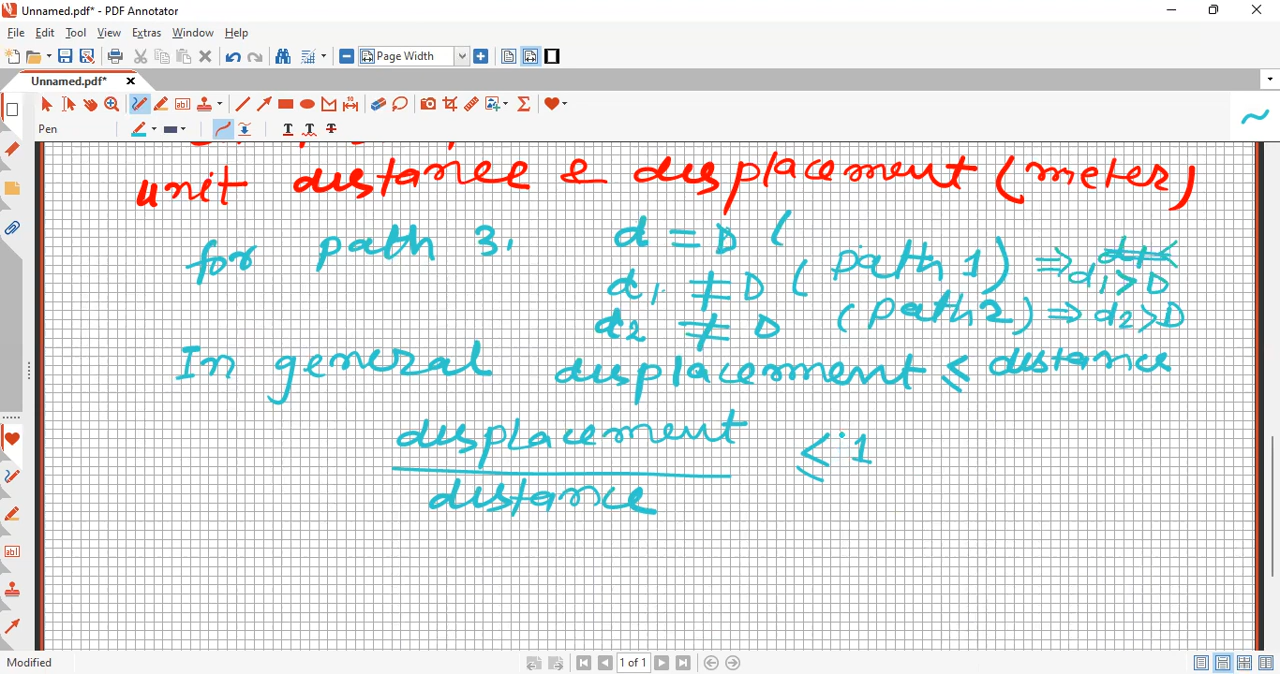 Unnamed.pdf* - PDF Annotator
File Edit Tool View Extras Window Help
Page Width
Unnamed.pdf*
Pen
unit distance & displacement (meter)
for path 3, d = D (
d1 ≠ D ( path 1) ⇒ d1 > D
d2 ≠ D (path 2) ⇒ d2 > D
In general displacement ≤ distance
displacement
distance
≤ 1
Modified
1 of 1